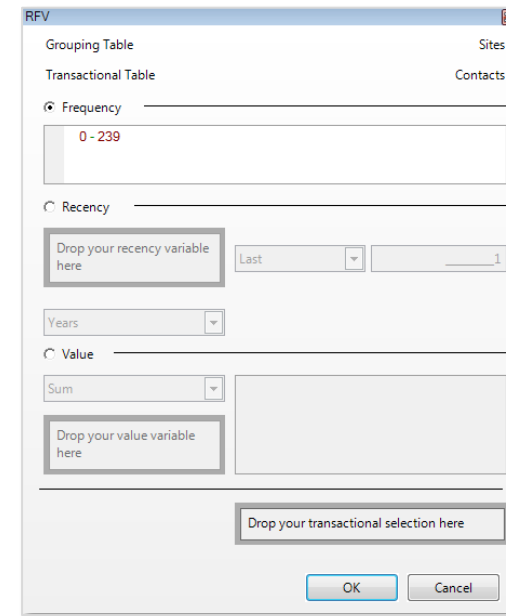 RFV
Grouping Table Sites
Transactional Table Contacts
Frequency
0 - 239
Recency
Drop your recency variable
here
Last
_______1
Years
Value
Sum
Drop your value variable
here
Drop your transactional selection here
OK Cancel